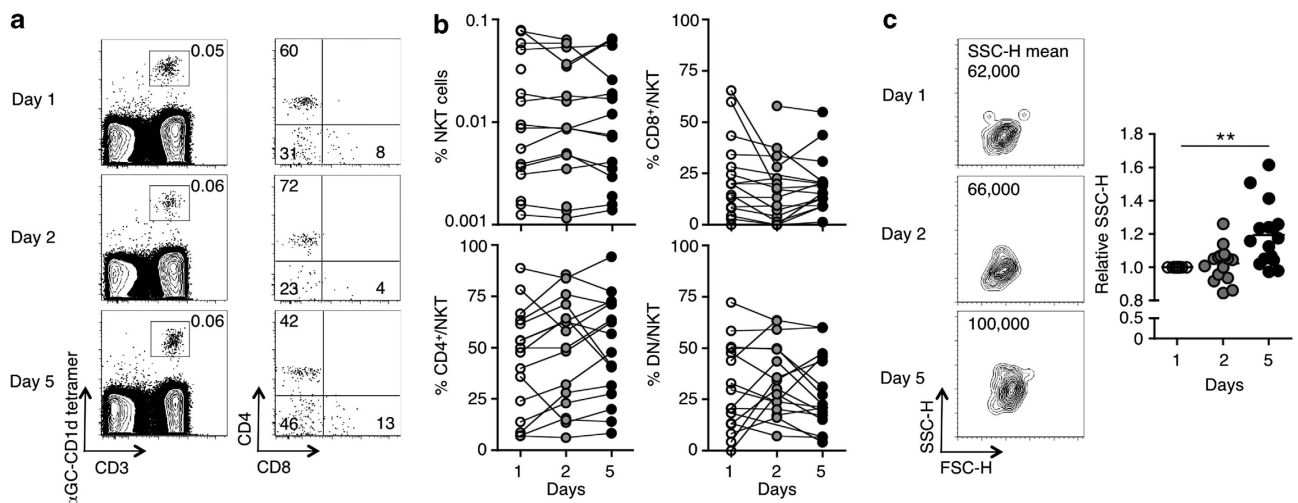 a
Day 1
0.05
60
31
8
Day 2
0.06
72
23
4
Day 5
0.06
42
46
13
αGC-CD1d tetramer
CD3
CD4
CD8
b
% NKT cells
0.1
0.01
0.001
% CD8⁺/NKT
100
75
50
25
0
% CD4⁺/NKT
100
75
50
25
0
1 2 5
Days
% DN/NKT
100
75
50
25
0
1 2 5
Days
c
Day 1
SSC-H mean
62,000
Day 2
66,000
Day 5
100,000
SSC-H
FSC-H
Relative SSC-H
1.8
1.6
1.4
1.2
1.0
0.8
0.5
0
**
1 2 5
Days